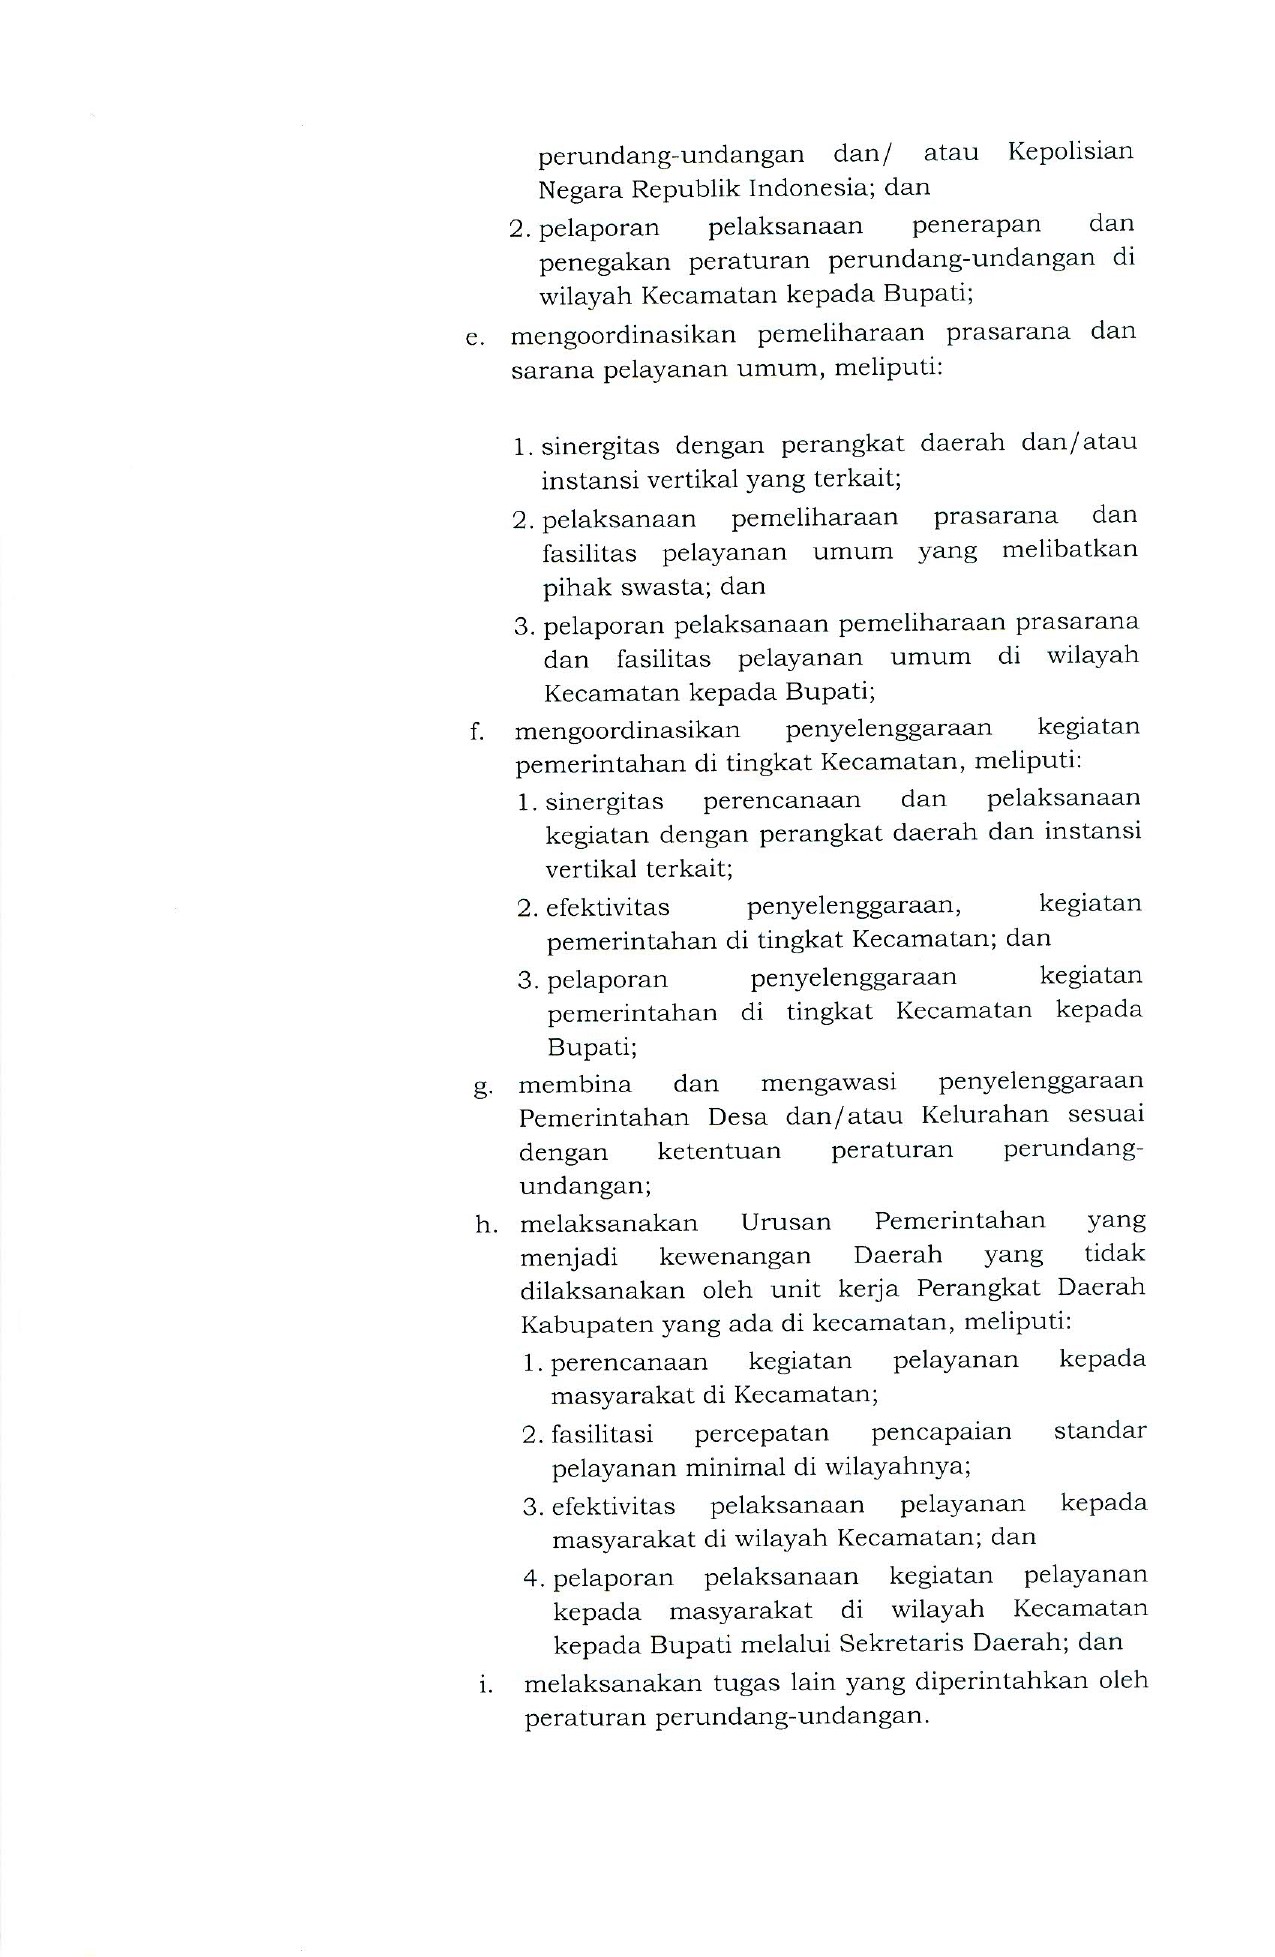 perundang-undangan dan/ atau Kepolisian
Negara Republik Indonesia; dan
2. pelaporan pelaksanaan penerapan dan
penegakan peraturan perundang-undangan di
wilayah Kecamatan kepada Bupati;
e. mengoordinasikan pemeliharaan prasarana dan
sarana pelayanan umum, meliputi:
1. sinergitas dengan perangkat daerah dan/atau
instansi vertikal yang terkait;
2. pelaksanaan pemeliharaan prasarana dan
fasilitas pelayanan umum yang melibatkan
pihak swasta; dan
3. pelaporan pelaksanaan pemeliharaan prasarana
dan fasilitas pelayanan umum di wilayah
Kecamatan kepada Bupati;
f. mengoordinasikan penyelenggaraan kegiatan
pemerintahan di tingkat Kecamatan, meliputi:
1. sinergitas perencanaan dan pelaksanaan
kegiatan dengan perangkat daerah dan instansi
vertikal terkait;
2. efektivitas penyelenggaraan, kegiatan
pemerintahan di tingkat Kecamatan; dan
3. pelaporan penyelenggaraan kegiatan
pemerintahan di tingkat Kecamatan kepada
Bupati;
g. membina dan mengawasi penyelenggaraan
Pemerintahan Desa dan/atau Kelurahan sesuai
dengan ketentuan peraturan perundang-
undangan;
h. melaksanakan Urusan Pemerintahan yang
menjadi kewenangan Daerah yang tidak
dilaksanakan oleh unit kerja Perangkat Daerah
Kabupaten yang ada di kecamatan, meliputi:
1. perencanaan kegiatan pelayanan kepada
masyarakat di Kecamatan;
2. fasilitasi percepatan pencapaian standar
pelayanan minimal di wilayahnya;
3. efektivitas pelaksanaan pelayanan kepada
masyarakat di wilayah Kecamatan; dan
4. pelaporan pelaksanaan kegiatan pelayanan
kepada masyarakat di wilayah Kecamatan
kepada Bupati melalui Sekretaris Daerah; dan
i. melaksanakan tugas lain yang diperintahkan oleh
peraturan perundang-undangan.